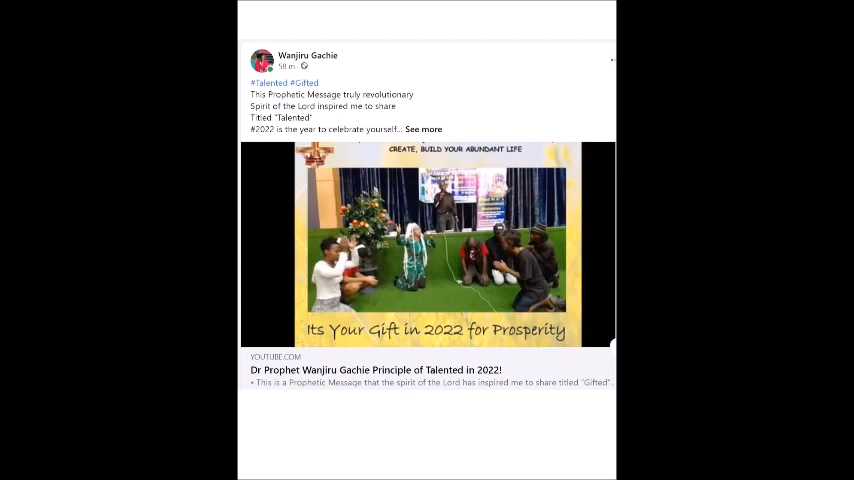 Wanjiru Gachie
58 m
#Talented #Gifted
This Prophetic Message truly revolutionary
Spirit of the Lord inspired me to share
Titled "Talented"
#2022 is the year to celebrate yourself... See more
CREATE, BUILD YOUR ABUNDANT LIFE
Its Your Gift in 2022 for Prosperity
YOUTUBE.COM
Dr Prophet Wanjiru Gachie Principle of Talented in 2022!
• This is a Prophetic Message that the spirit of the Lord has inspired me to share titled "Gifted"..